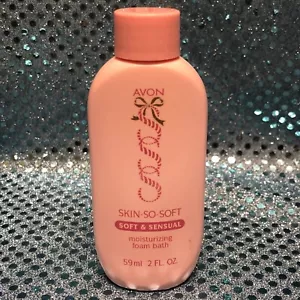 AVON
SKIN·SO·SOFT
SOFT & SENSUAL
moisturizing
foam bath
59ml 2 FL. OZ.